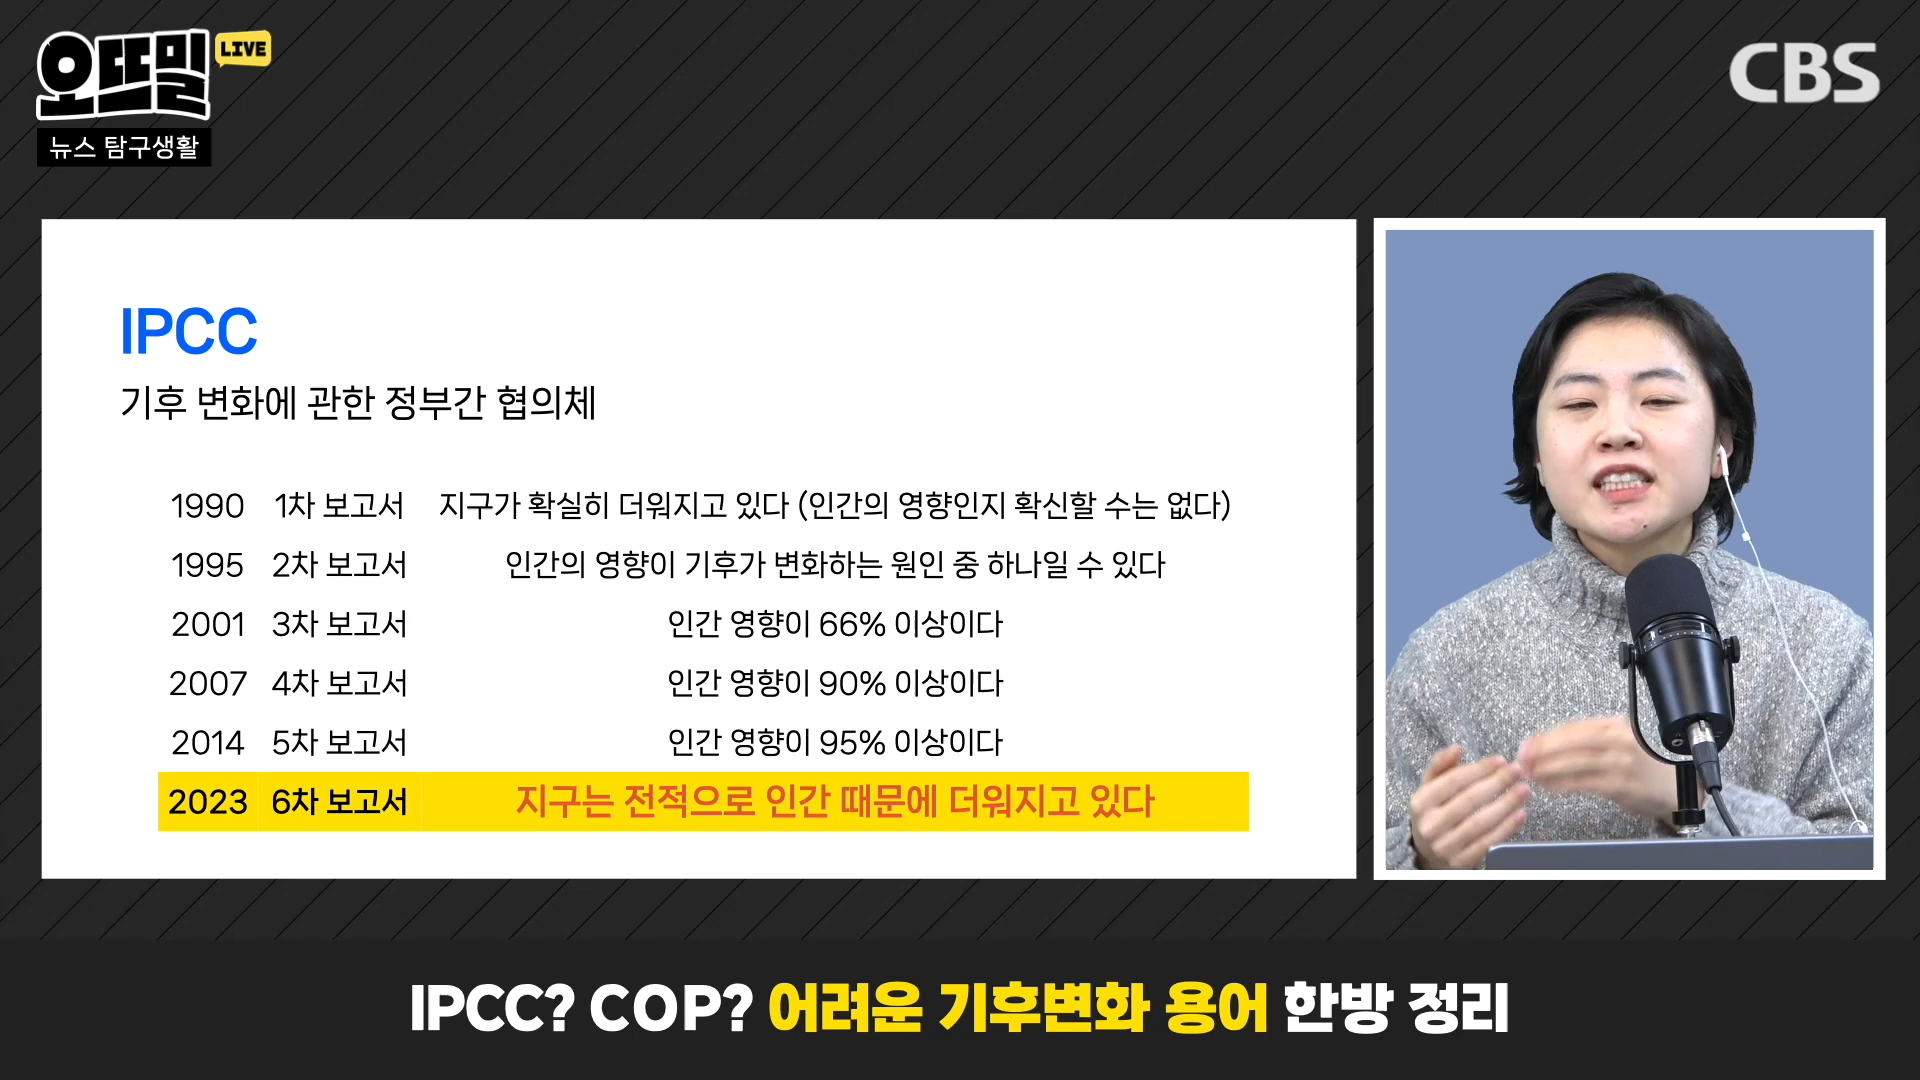 오뜨밀 LIVE
뉴스 탐구생활
CBS
IPCC
기후 변화에 관한 정부간 협의체
1990 1차 보고서 지구가 확실히 더워지고 있다 (인간의 영향인지 확신할 수는 없다)
1995 2차 보고서 인간의 영향이 기후가 변화하는 원인 중 하나일 수 있다
2001 3차 보고서 인간 영향이 66% 이상이다
2007 4차 보고서 인간 영향이 90% 이상이다
2014 5차 보고서 인간 영향이 95% 이상이다
2023 6차 보고서 지구는 전적으로 인간 때문에 더워지고 있다
IPCC? COP? 어려운 기후변화 용어 한방 정리